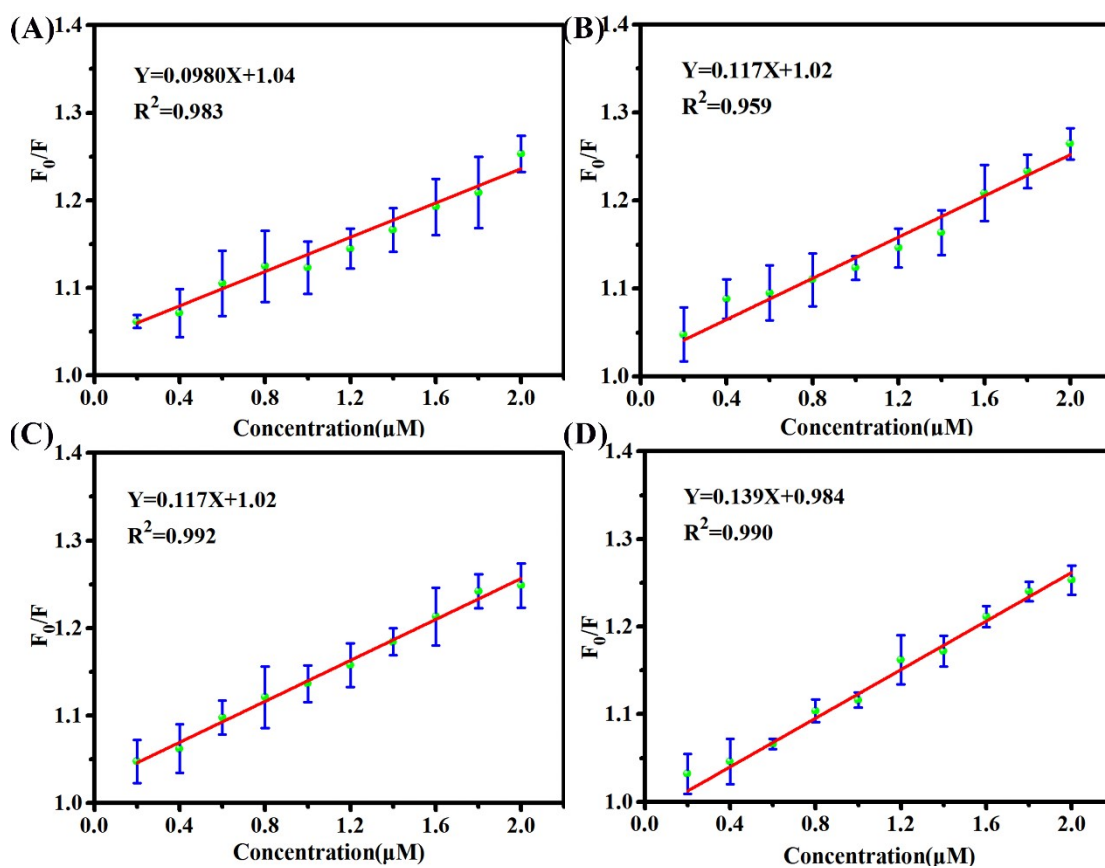 (A)
Y=0.0980X+1.04
R²=0.983
F₀/F
1.4
1.3
1.2
1.1
1.0
0.0 0.4 0.8 1.2 1.6 2.0
Concentration(μM)
(B)
Y=0.117X+1.02
R²=0.959
F₀/F
1.4
1.3
1.2
1.1
1.0
0.0 0.4 0.8 1.2 1.6 2.0
Concentration(μM)
(C)
Y=0.117X+1.02
R²=0.992
F₀/F
1.4
1.3
1.2
1.1
1.0
0.0 0.4 0.8 1.2 1.6 2.0
Concentration(μM)
(D)
Y=0.139X+0.984
R²=0.990
F₀/F
1.4
1.3
1.2
1.1
1.0
0.0 0.4 0.8 1.2 1.6 2.0
Concentration(μM)